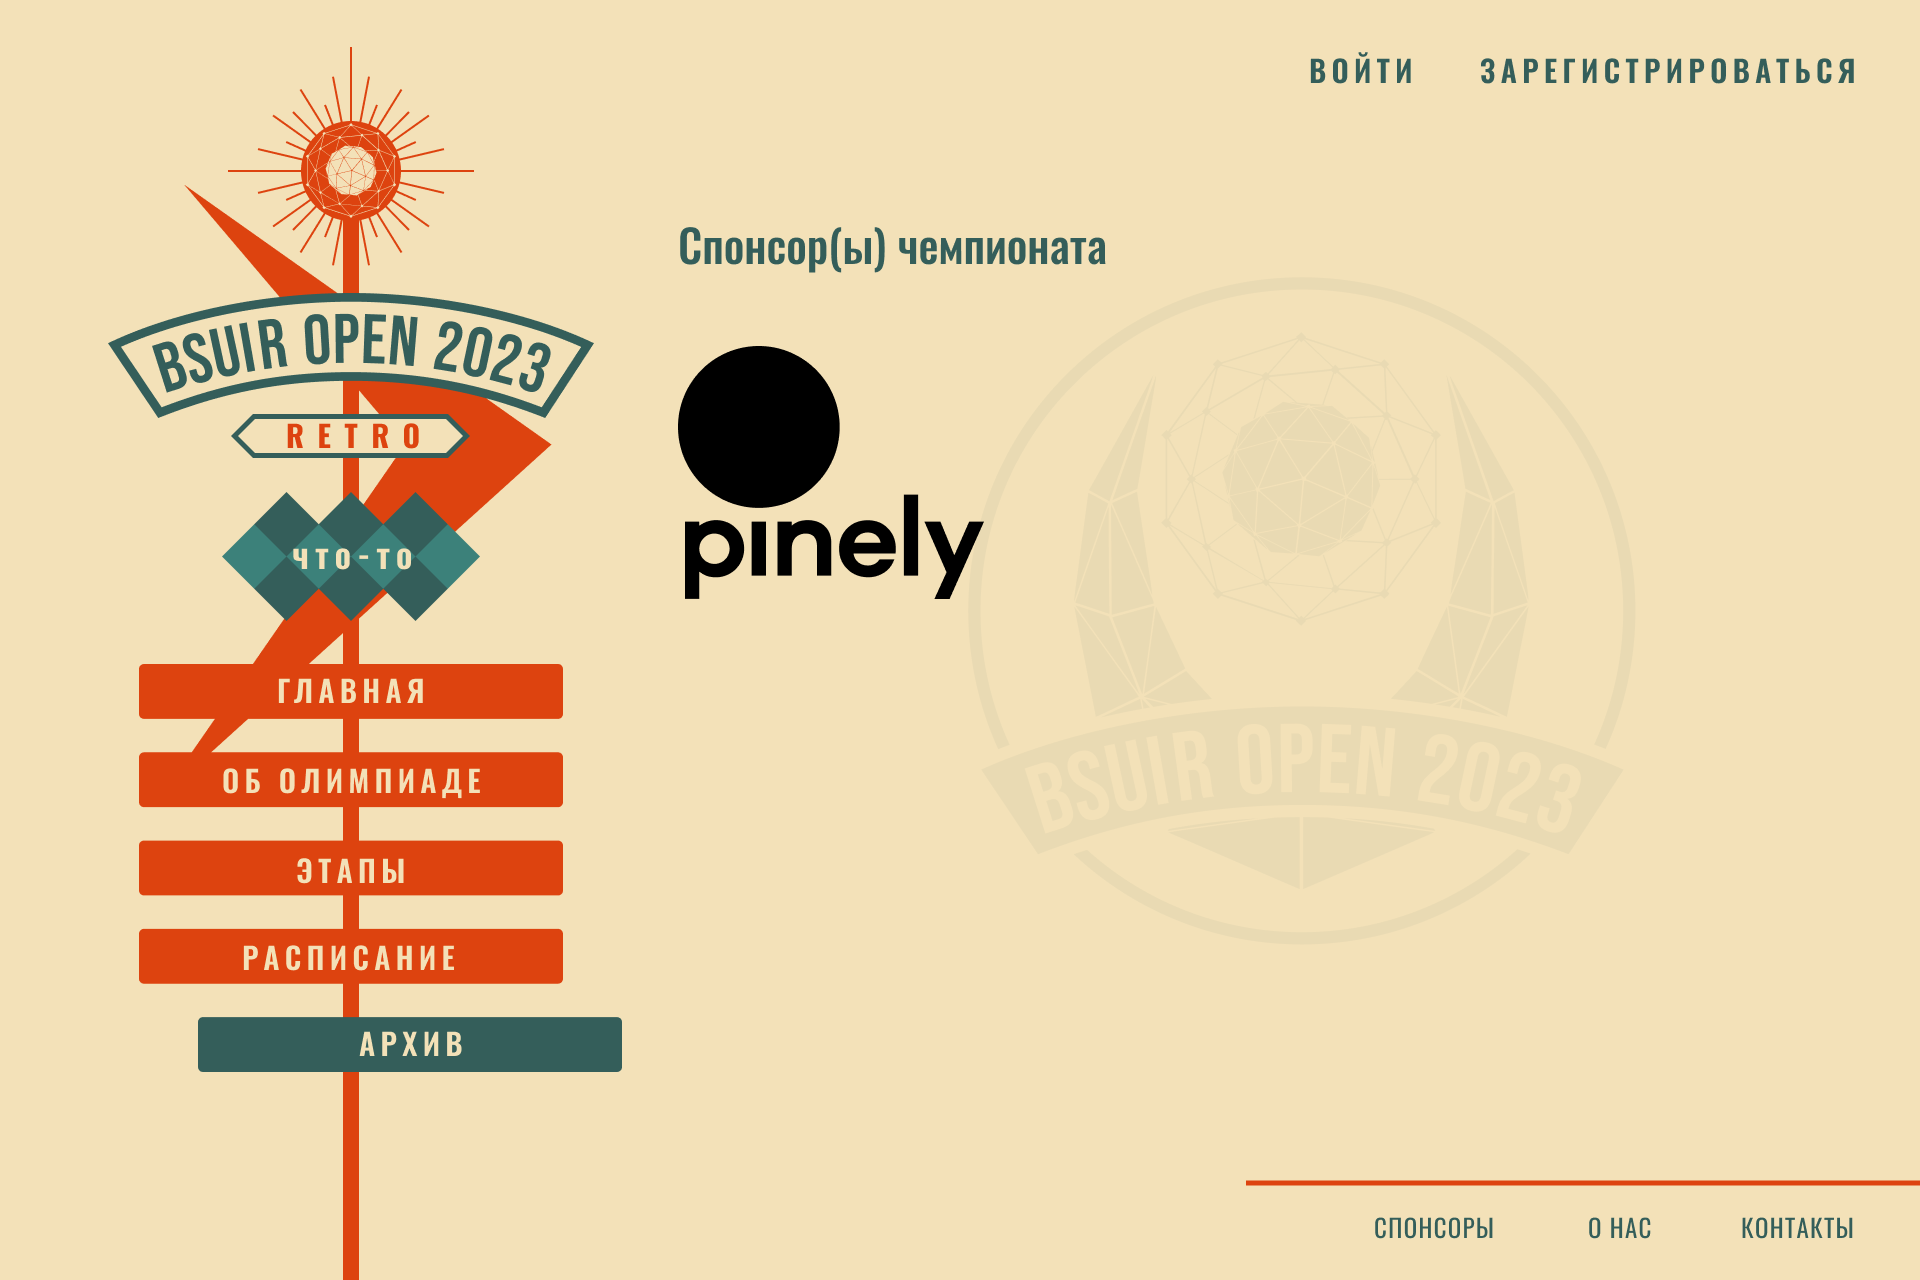 ВОЙТИ ЗАРЕГИСТРИРОВАТЬСЯ
BSUIR OPEN 2023
RETRO
ЧТО-ТО
ГЛАВНАЯ
ОБ ОЛИМПИАДЕ
ЭТАПЫ
РАСПИСАНИЕ
АРХИВ
Спонсор(ы) чемпионата
pinely
BSUIR OPEN 2023
СПОНСОРЫ О НАС КОНТАКТЫ